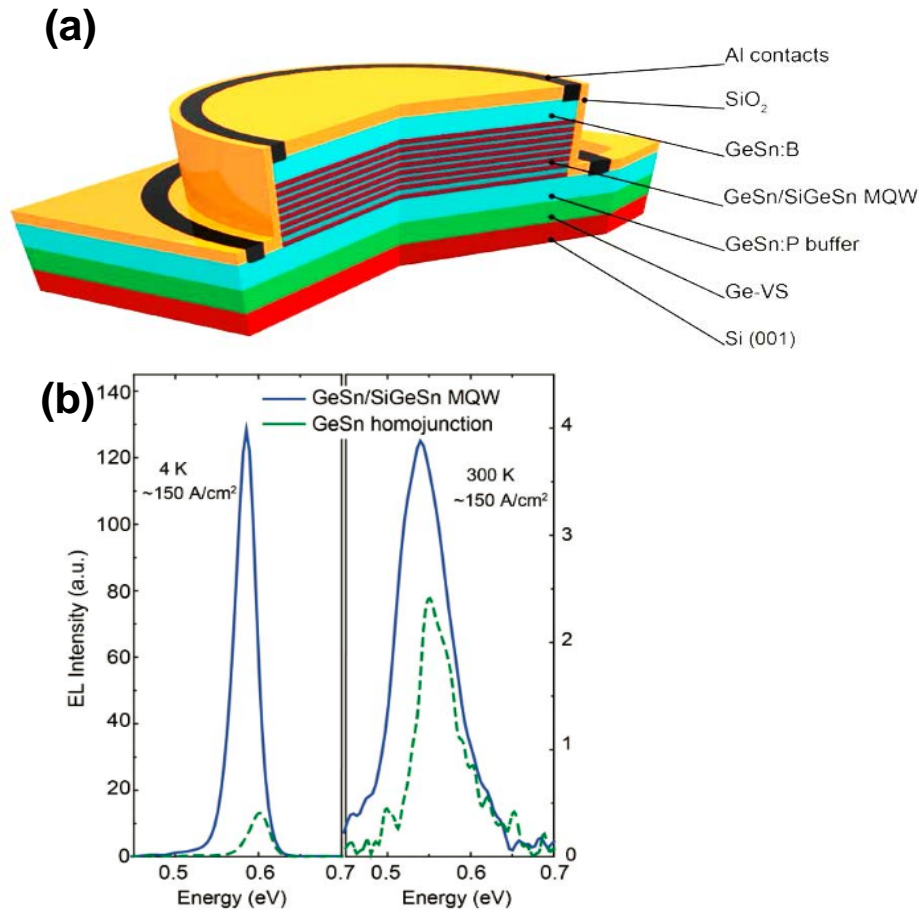 (a)
Al contacts
SiO₂
GeSn:B
GeSn/SiGeSn MQW
GeSn:P buffer
Ge-VS
Si (001)
(b)
GeSn/SiGeSn MQW
GeSn homojunction
4 K
~150 A/cm²
300 K
~150 A/cm²
EL Intensity (a.u.)
140
120
100
80
60
40
20
0
4
3
2
1
0
0.5 0.6 0.7
0.5 0.6 0.7
Energy (eV)
Energy (eV)